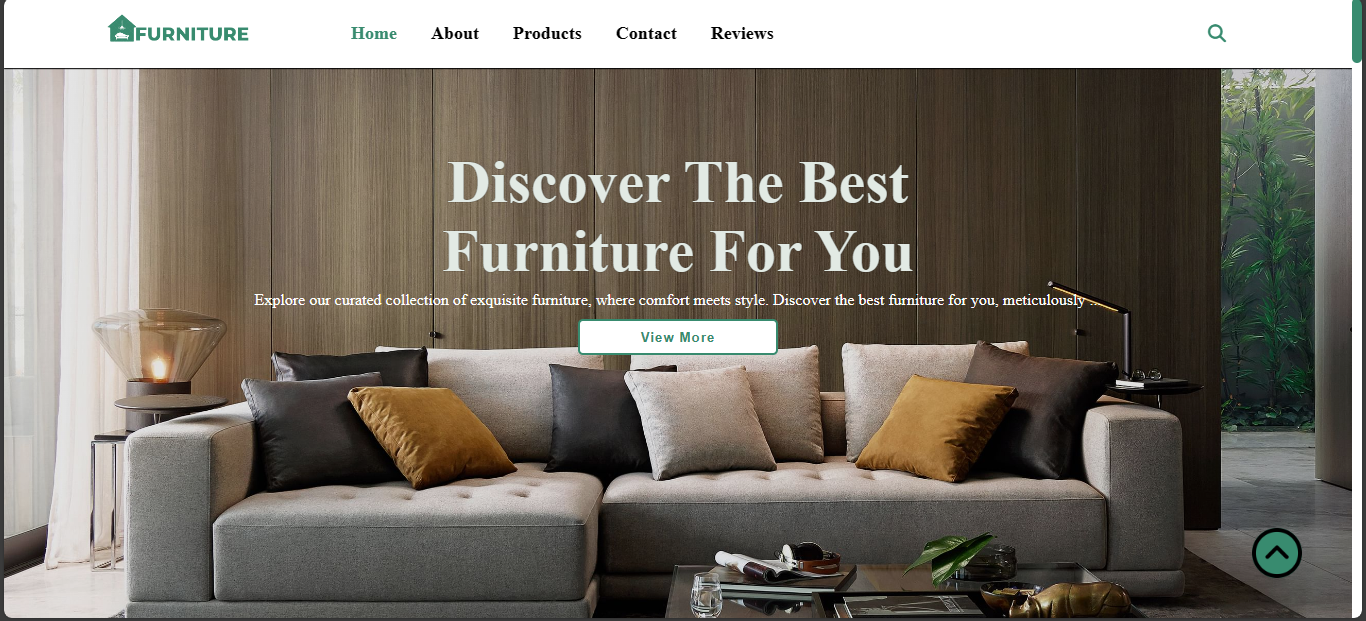 FURNITURE
Home About Products Contact Reviews
Discover The Best
Furniture For You
Explore our curated collection of exquisite furniture, where comfort meets style. Discover the best furniture for you, meticulously ...
View More